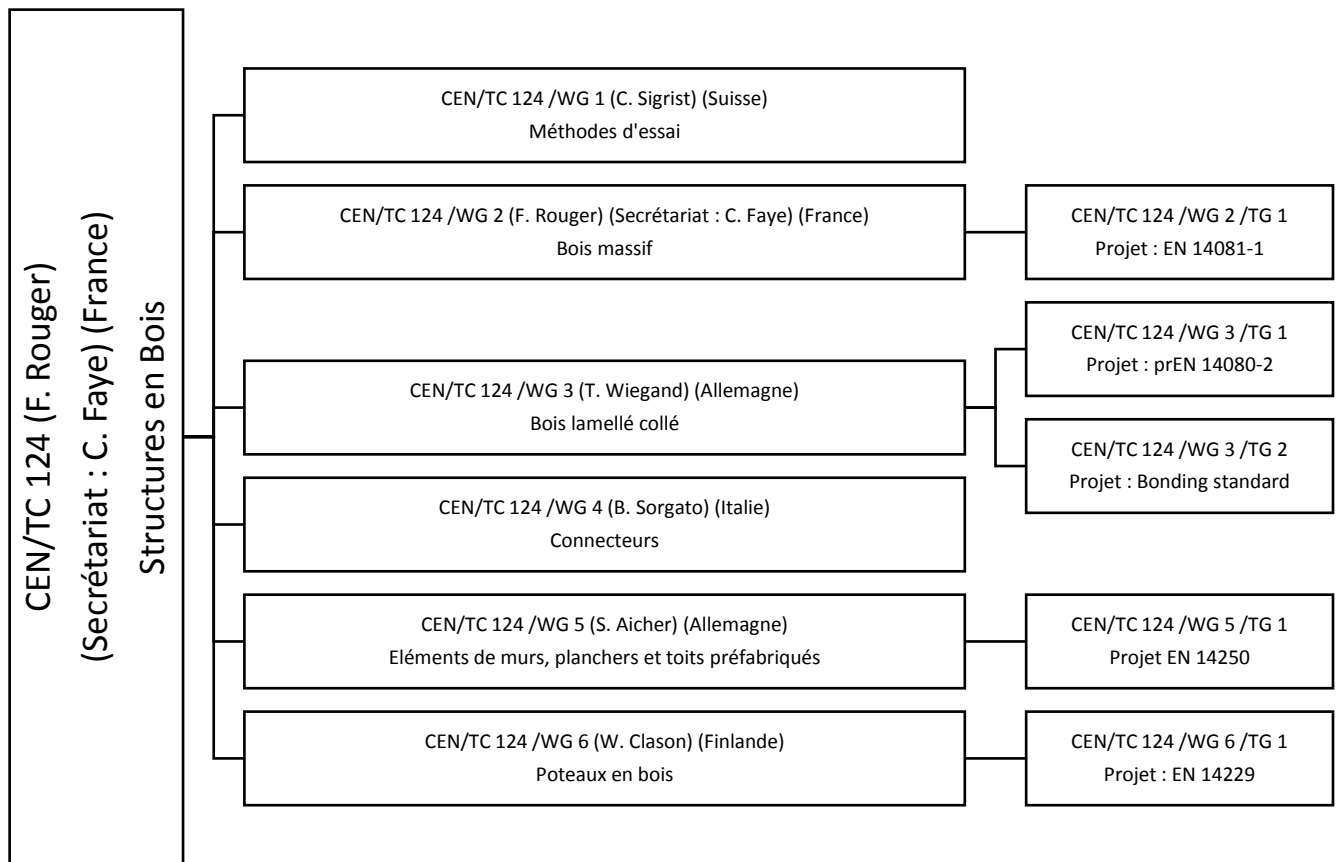 CEN/TC 124 (F. Rouger)
(Secrétariat : C. Faye) (France)
Structures en Bois
CEN/TC 124 /WG 1 (C. Sigrist) (Suisse)
Méthodes d'essai
CEN/TC 124 /WG 2 (F. Rouger) (Secrétariat : C. Faye) (France)
Bois massif
CEN/TC 124 /WG 2 /TG 1
Projet : EN 14081-1
CEN/TC 124 /WG 3 (T. Wiegand) (Allemagne)
Bois lamellé collé
CEN/TC 124 /WG 3 /TG 1
Projet : prEN 14080-2
CEN/TC 124 /WG 3 /TG 2
Projet : Bonding standard
CEN/TC 124 /WG 4 (B. Sorgato) (Italie)
Connecteurs
CEN/TC 124 /WG 5 (S. Aicher) (Allemagne)
Eléments de murs, planchers et toits préfabriqués
CEN/TC 124 /WG 5 /TG 1
Projet EN 14250
CEN/TC 124 /WG 6 (W. Clason) (Finlande)
Poteaux en bois
CEN/TC 124 /WG 6 /TG 1
Projet : EN 14229